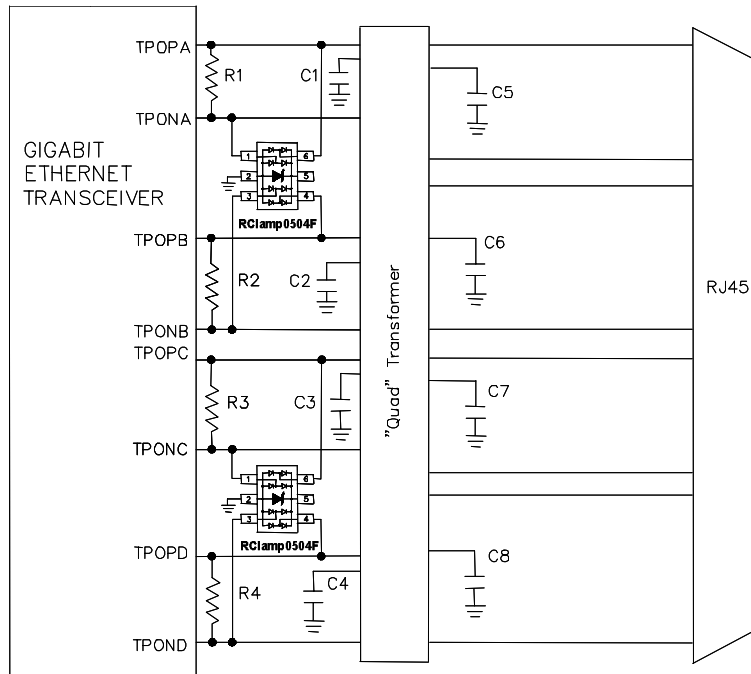 TPOPA
R1
C1
C5
TPONA
GIGABIT
ETHERNET
TRANSCEIVER
1
6
2
5
3
4
RClamp0504F
TPOPB
C6
R2
C2
"Quad" Transformer
RJ45
TPONB
TPOPC
R3
C3
C7
TPONC
1
6
2
5
3
4
RClamp0504F
TPOPD
C8
R4
C4
TPOND